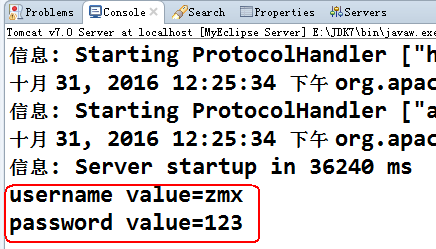 Problems Console Search Properties Servers
Tomcat v7.0 Server at localhost [MyEclipse Server] E:\JDK7\bin\javaw.exe
信息: Starting ProtocolHandler ["h
十月 31, 2016 12:25:34 下午 org.apac
信息: Starting ProtocolHandler ["a
十月 31, 2016 12:25:34 下午 org.apac
信息: Server startup in 36240 ms
username value=zmx
password value=123